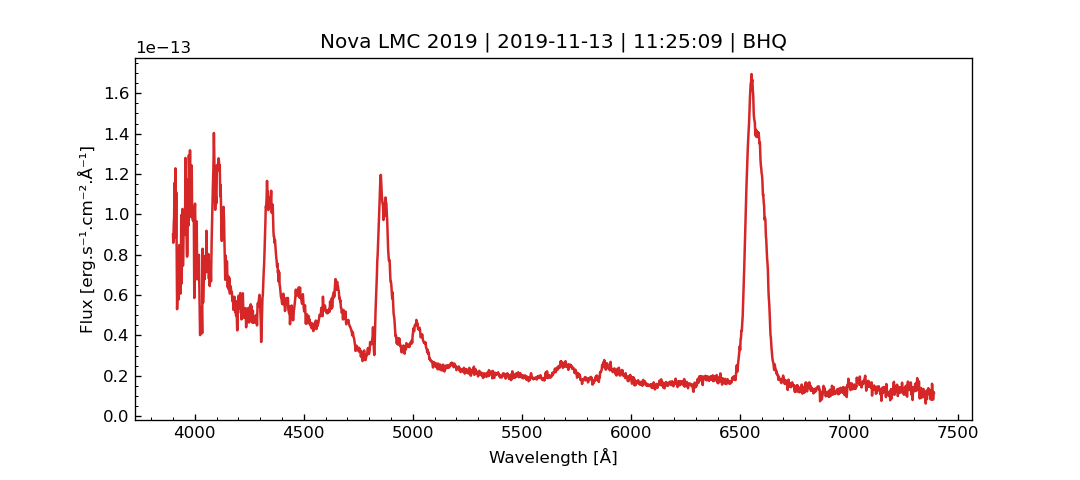 Nova LMC 2019 | 2019-11-13 | 11:25:09 | BHQ
1e−13
1.6
1.4
1.2
1.0
0.8
0.6
0.4
0.2
0.0
Flux [erg.s⁻¹.cm⁻².Å⁻¹]
4000 4500 5000 5500 6000 6500 7000 7500
Wavelength [Å]